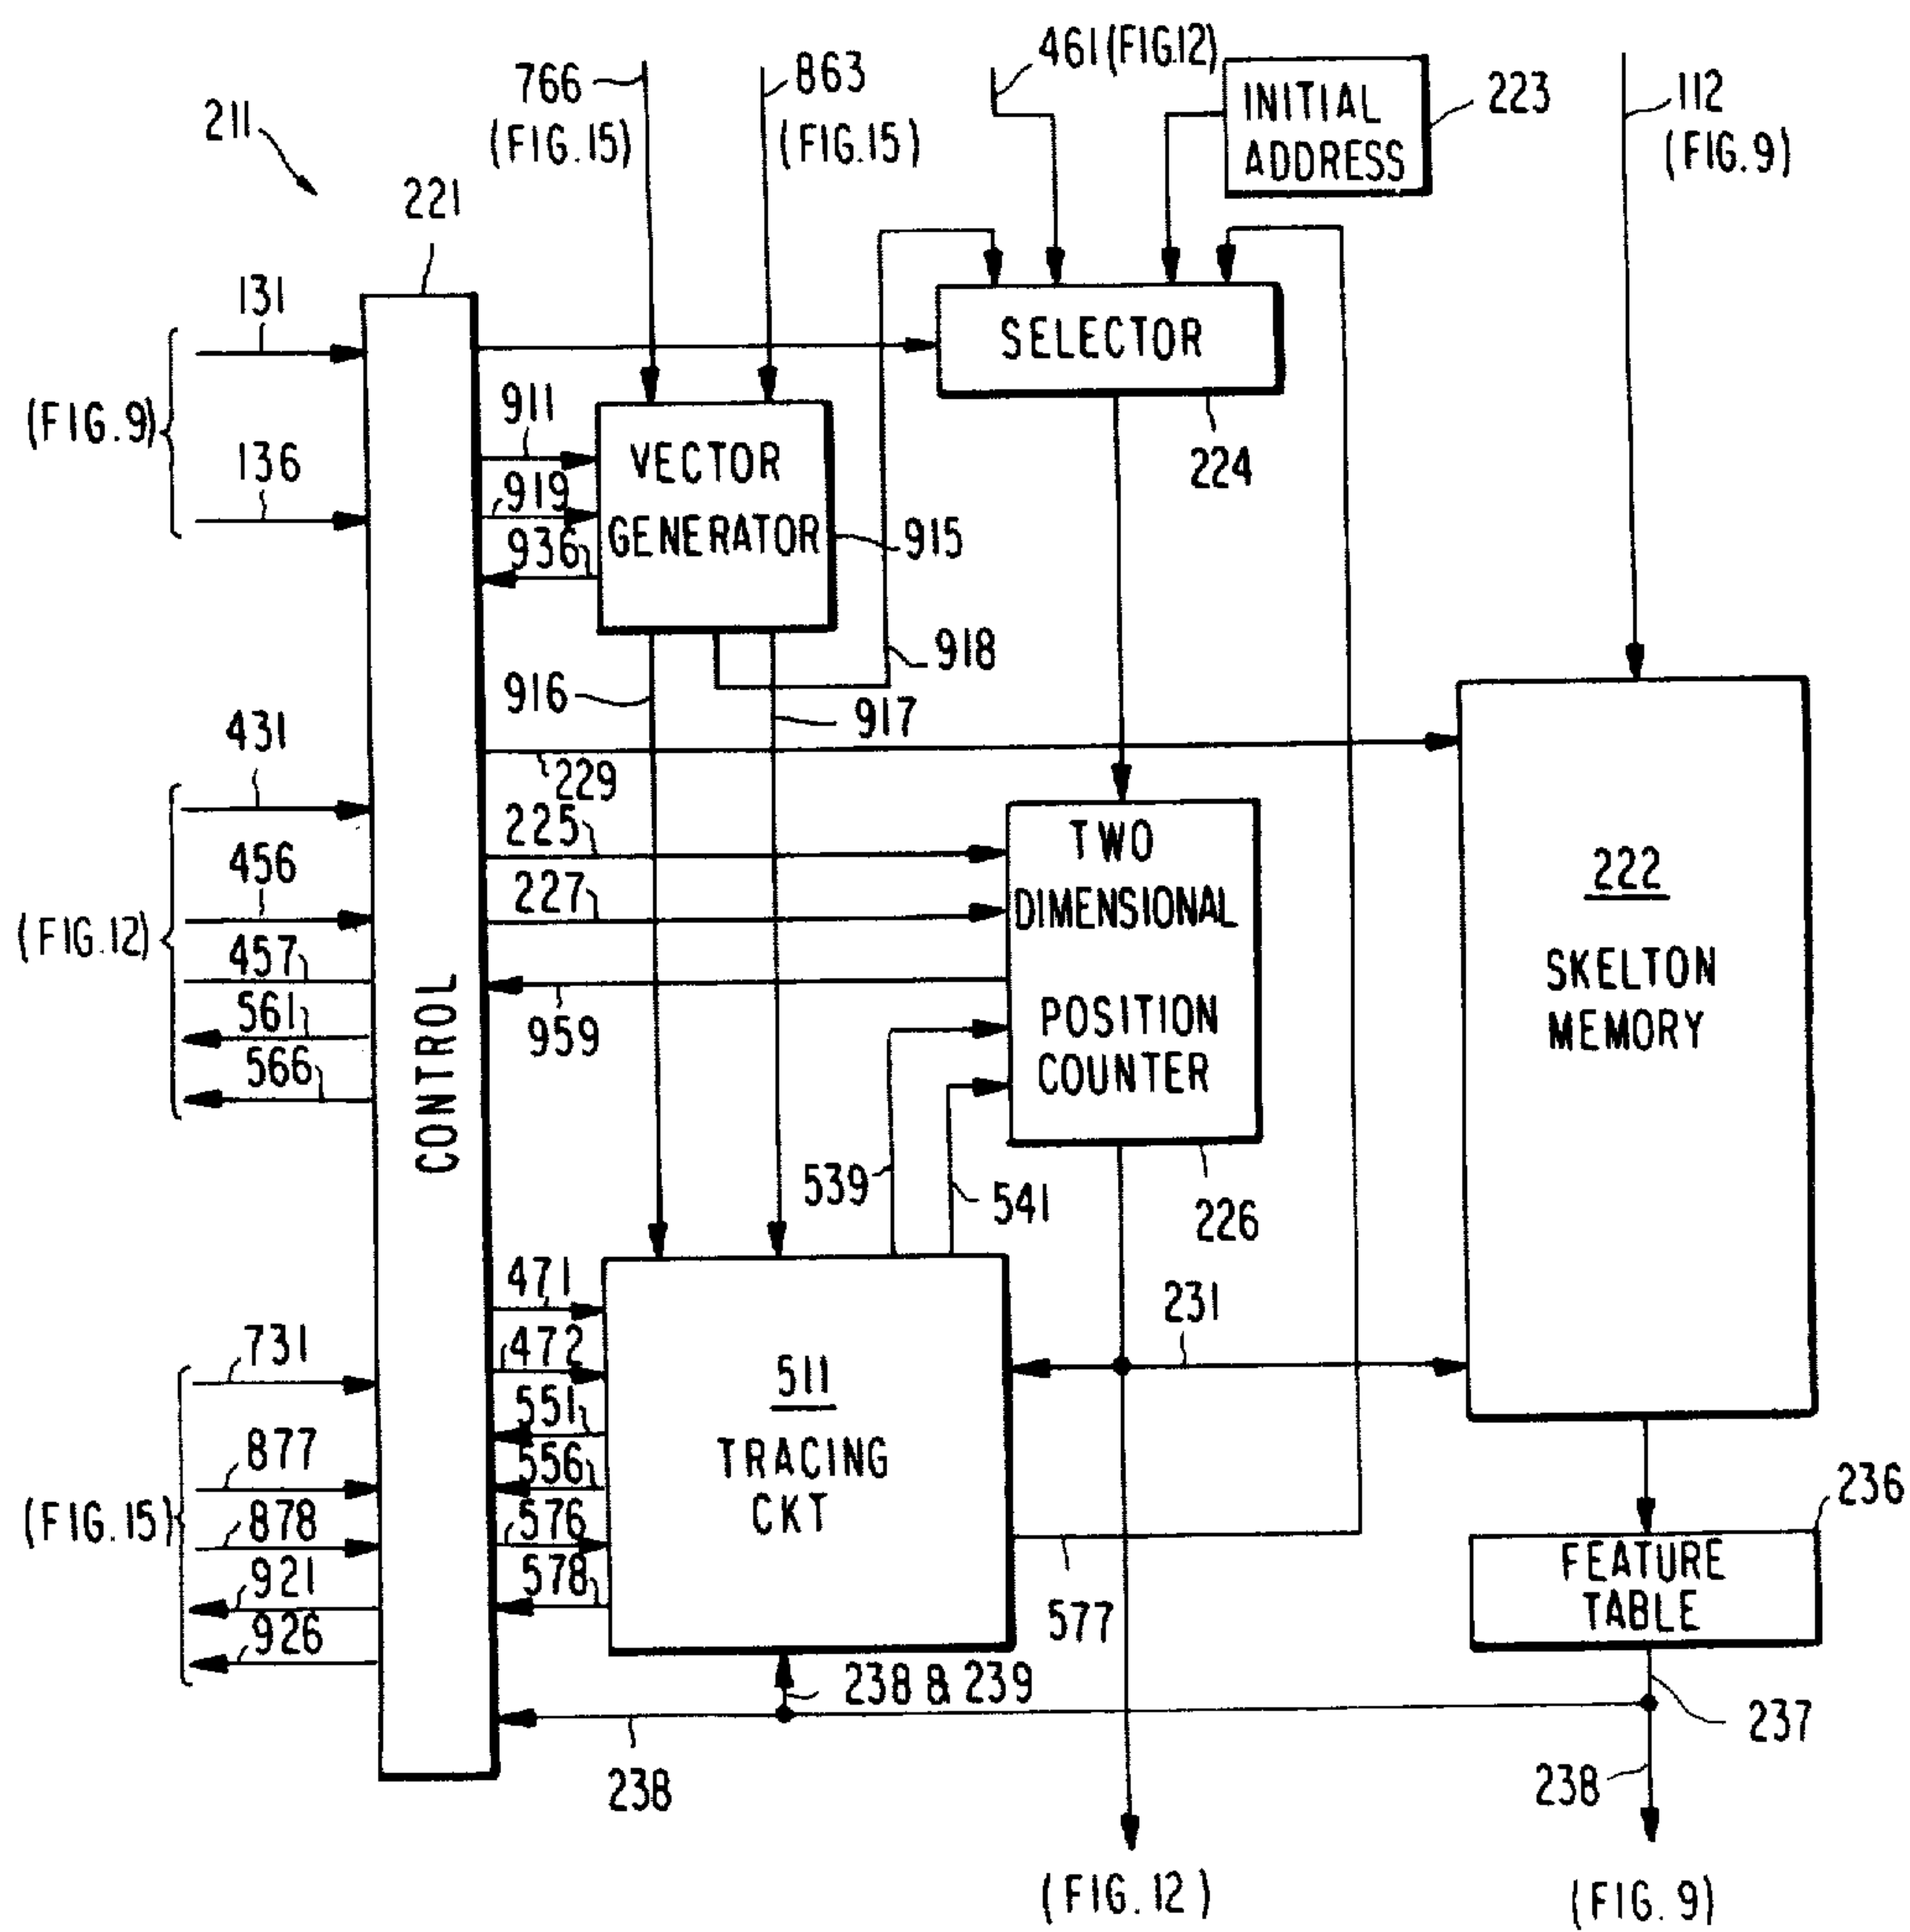 766
(FIG.15)
863
(FIG.15)
461(FIG.12)
INITIAL
ADDRESS
223
112
(FIG.9)
211
221
131
(FIG.9)
136
SELECTOR
224
911
919
936
VECTOR
GENERATOR
915
918
916
917
229
225
227
959
TWO
DIMENSIONAL
POSITION
COUNTER
226
222
SKELTON
MEMORY
431
456
(FIG.12)
457
561
566
CONTROL
539
541
231
471
472
551
556
576
578
511
TRACING
CKT
577
731
877
(FIG.15)
878
921
926
236
FEATURE
TABLE
238 & 239
237
238
238
(FIG.12)
(FIG.9)